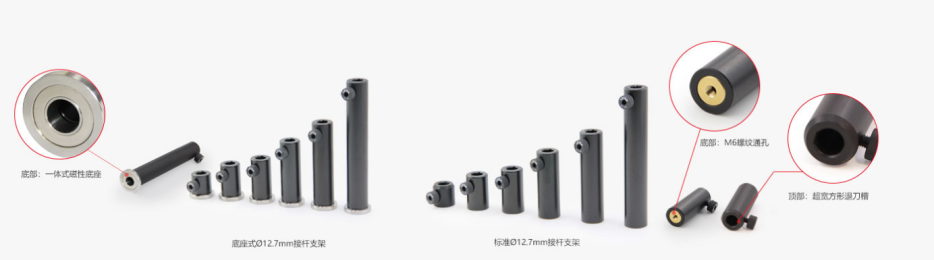 底部：一体式磁性底座
底座式Ø12.7mm接杆支架
标准Ø12.7mm接杆支架
底部：M6螺纹通孔
顶部：超宽方形退刀槽